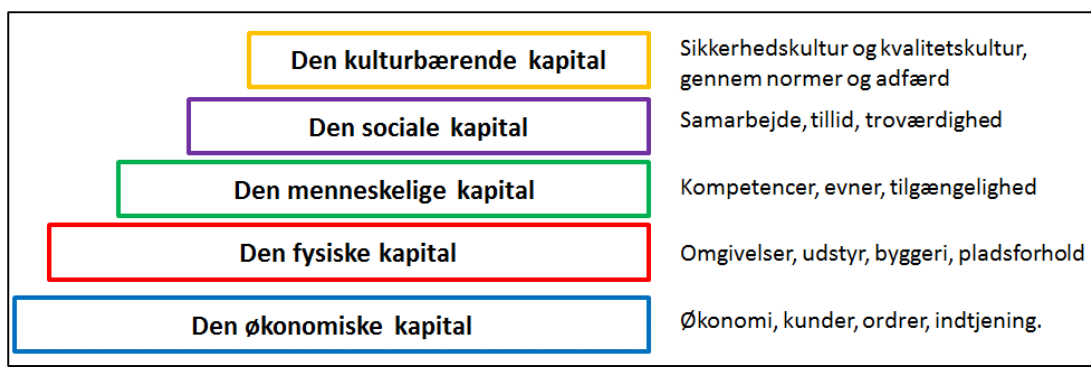 Den kulturbærende kapital
Sikkerhedskultur og kvalitetskultur,
gennem normer og adfærd
Den sociale kapital
Samarbejde, tillid, troværdighed
Den menneskelige kapital
Kompetencer, evner, tilgængelighed
Den fysiske kapital
Omgivelser, udstyr, byggeri, pladsforhold
Den økonomiske kapital
Økonomi, kunder, ordrer, indtjening.